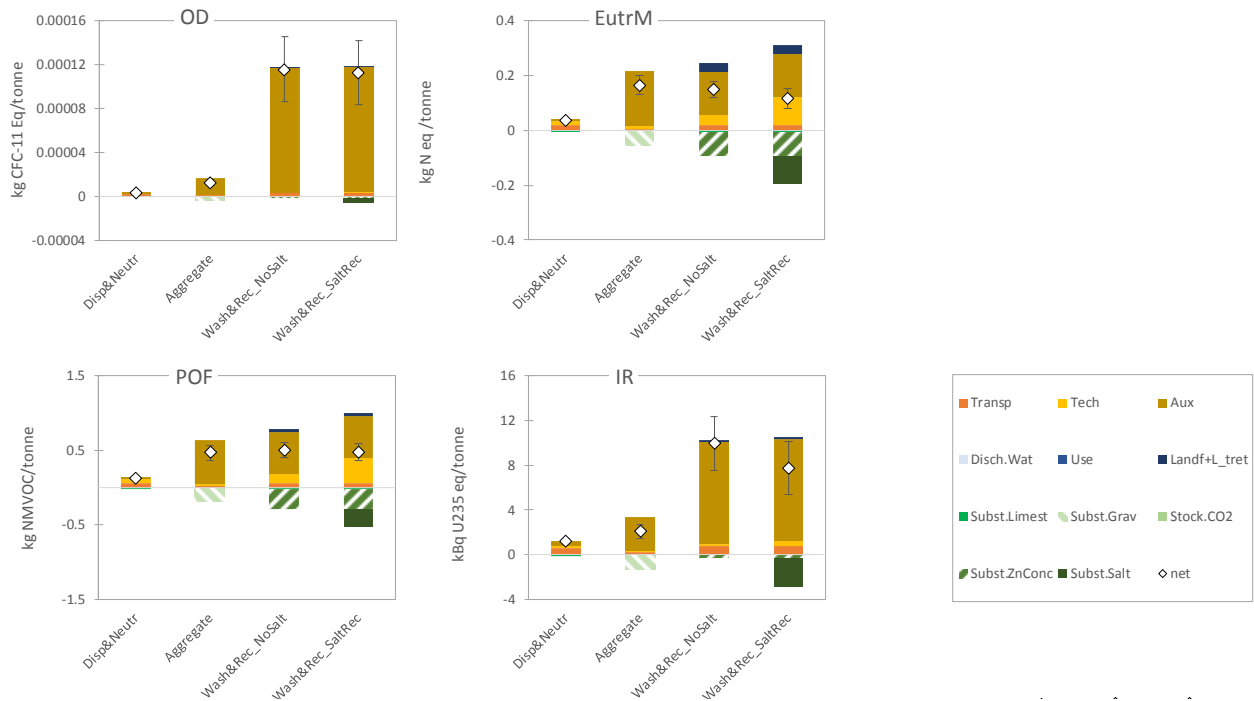 OD
kg CFC-11 Eq/tonne
0.00016
0.00012
0.00008
0.00004
0
-0.00004
Disp&Neutr
Aggregate
Wash&Rec_NoSalt
Wash&Rec_SaltRec
EutrM
kg N eq /tonne
0.4
0.2
0
-0.2
-0.4
Disp&Neutr
Aggregate
Wash&Rec_NoSalt
Wash&Rec_SaltRec
POF
kg NMVOC/tonne
1.5
0.5
-0.5
-1.5
Disp&Neutr
Aggregate
Wash&Rec_NoSalt
Wash&Rec_SaltRec
IR
kBq U235 eq/tonne
16
12
8
4
0
-4
Disp&Neutr
Aggregate
Wash&Rec_NoSalt
Wash&Rec_SaltRec
Transp Tech Aux
Disch.Wat Use Landf+L_tret
Subst.Limest Subst.Grav Stock.CO2
Subst.ZnConc Subst.Salt net